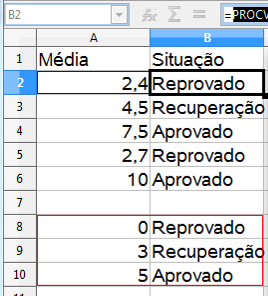 B2 =PROCV
A B
1 Média Situação
2 2,4 Reprovado
3 4,5 Recuperação
4 7,5 Aprovado
5 2,7 Reprovado
6 10 Aprovado
7
8 0 Reprovado
9 3 Recuperação
10 5 Aprovado